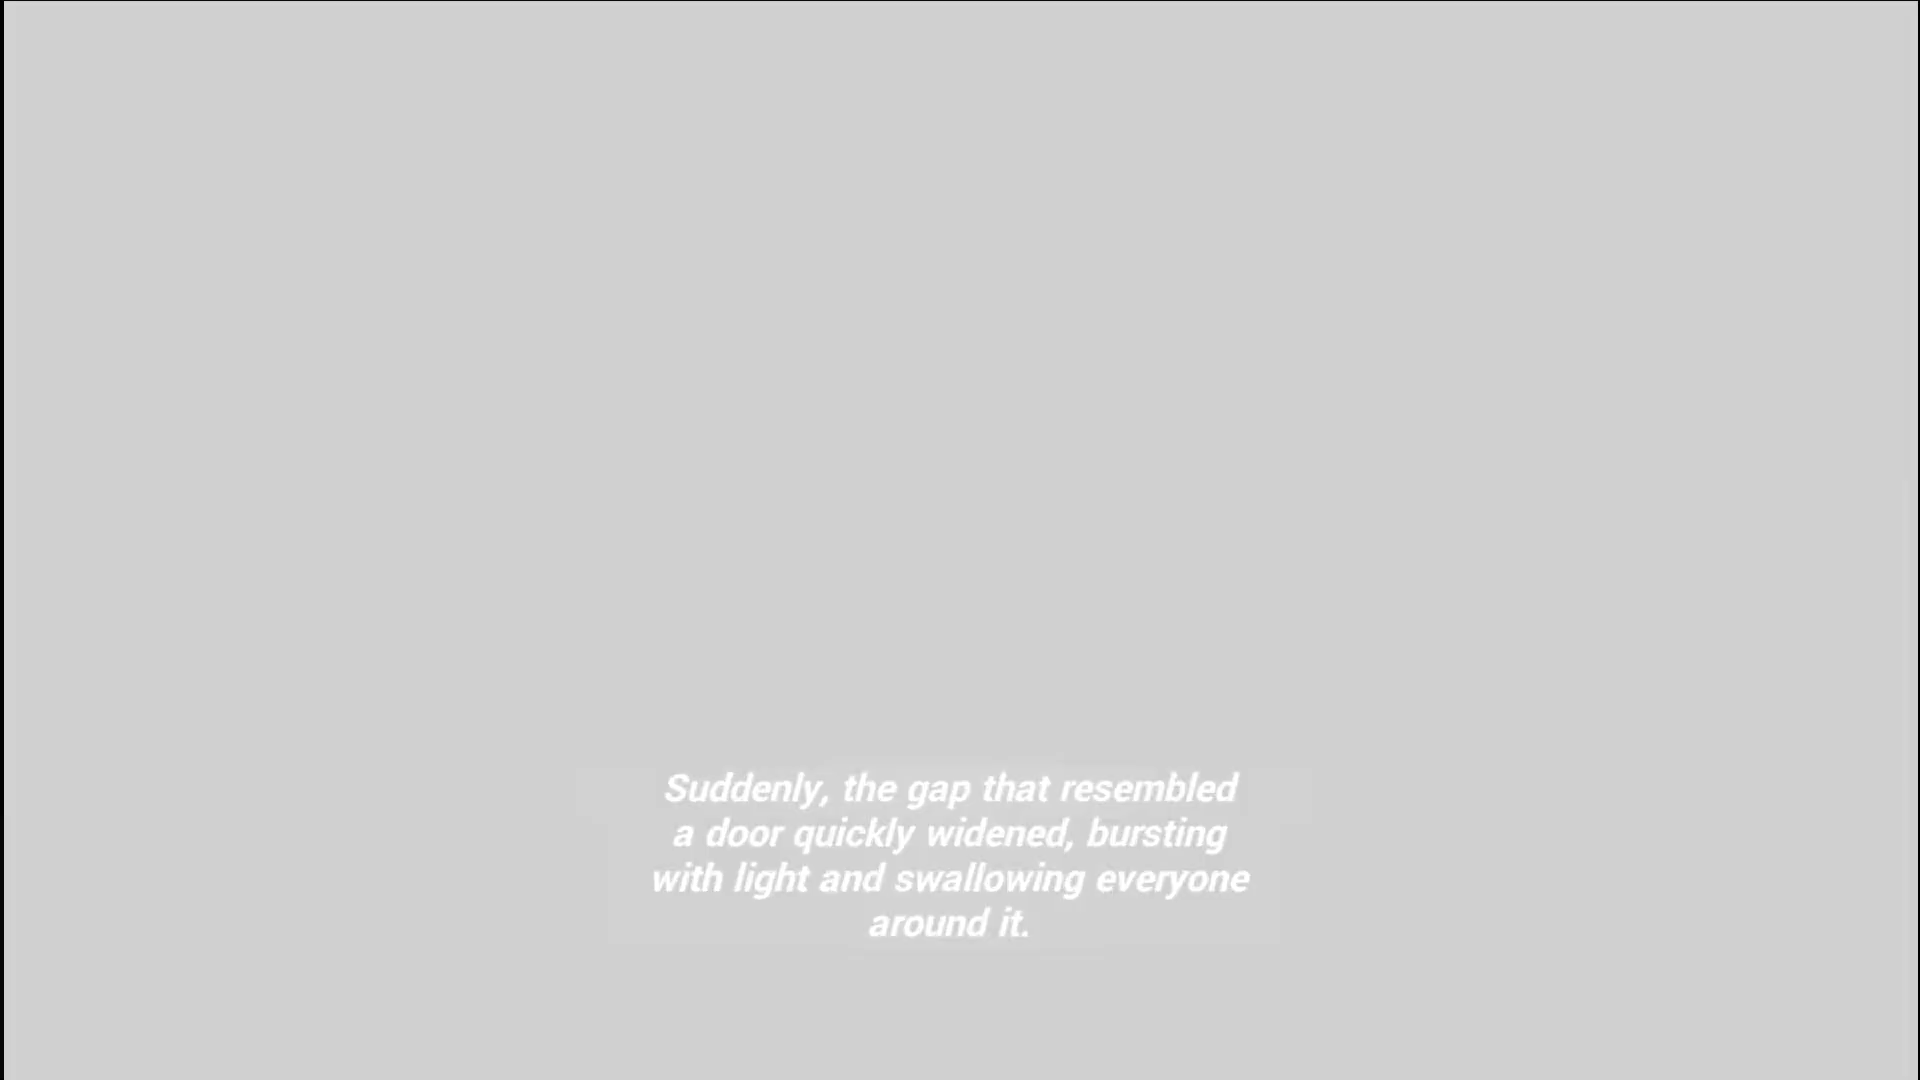 Suddenly, the gap that resembled
a door quickly widened, bursting
with light and swallowing everyone
around it.